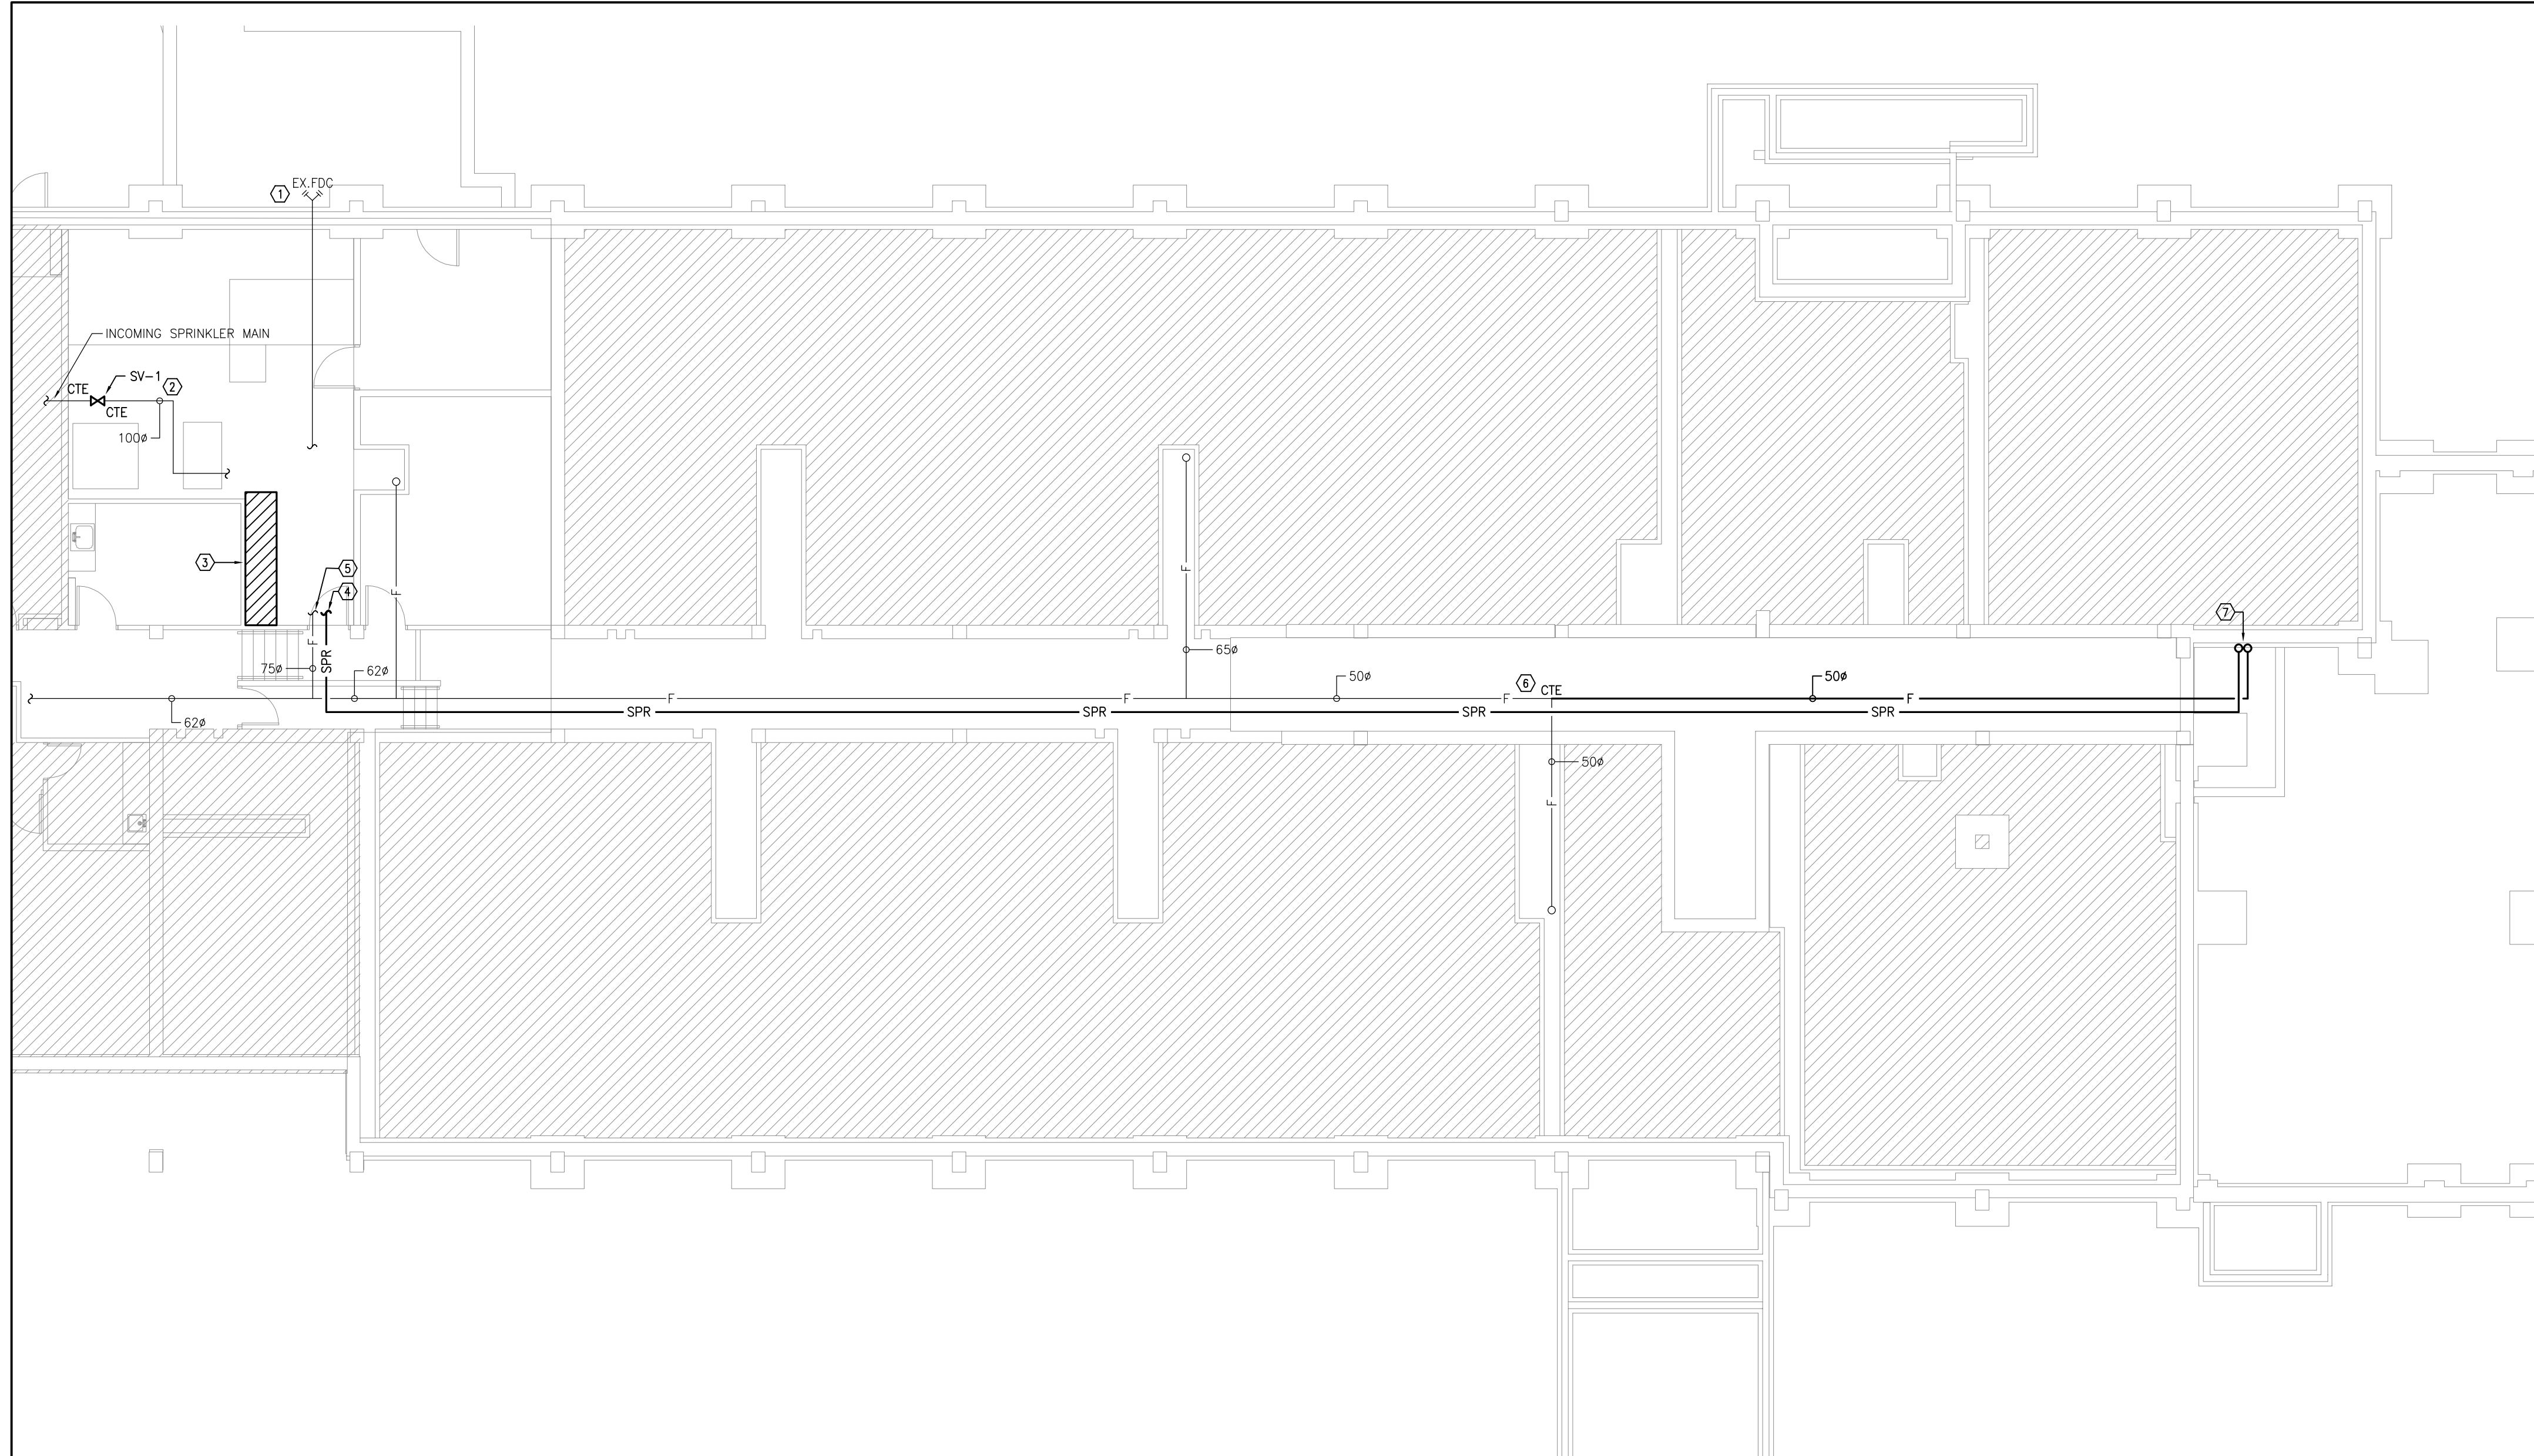 1
EX.FDC
INCOMING SPRINKLER MAIN
SV-1
2
CTE
CTE
100ø
3
5
4
F
F
F
SPR
75ø
62ø
62ø
65ø
7
50ø
6
CTE
50ø
F
F
F
F
SPR
SPR
SPR
SPR
50ø
F